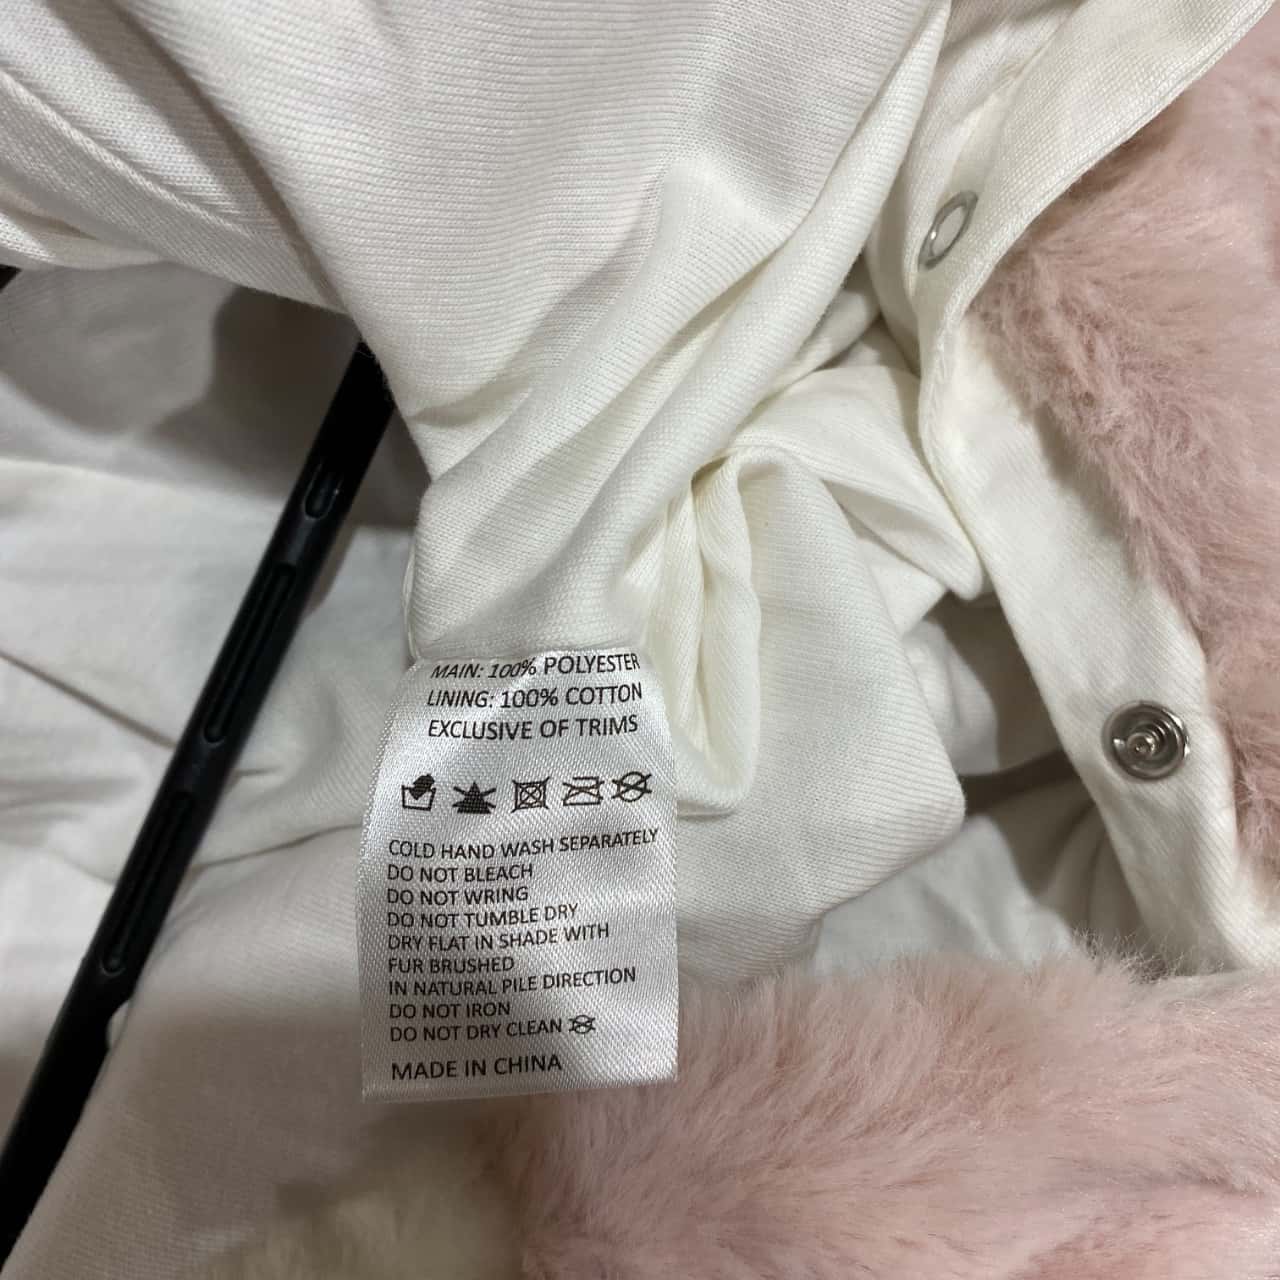 MAIN: 100% POLYESTER
LINING: 100% COTTON
EXCLUSIVE OF TRIMS
COLD HAND WASH SEPARATELY
DO NOT BLEACH
DO NOT WRING
DO NOT TUMBLE DRY
DRY FLAT IN SHADE WITH
FUR BRUSHED
IN NATURAL PILE DIRECTION
DO NOT IRON
DO NOT DRY CLEAN
MADE IN CHINA